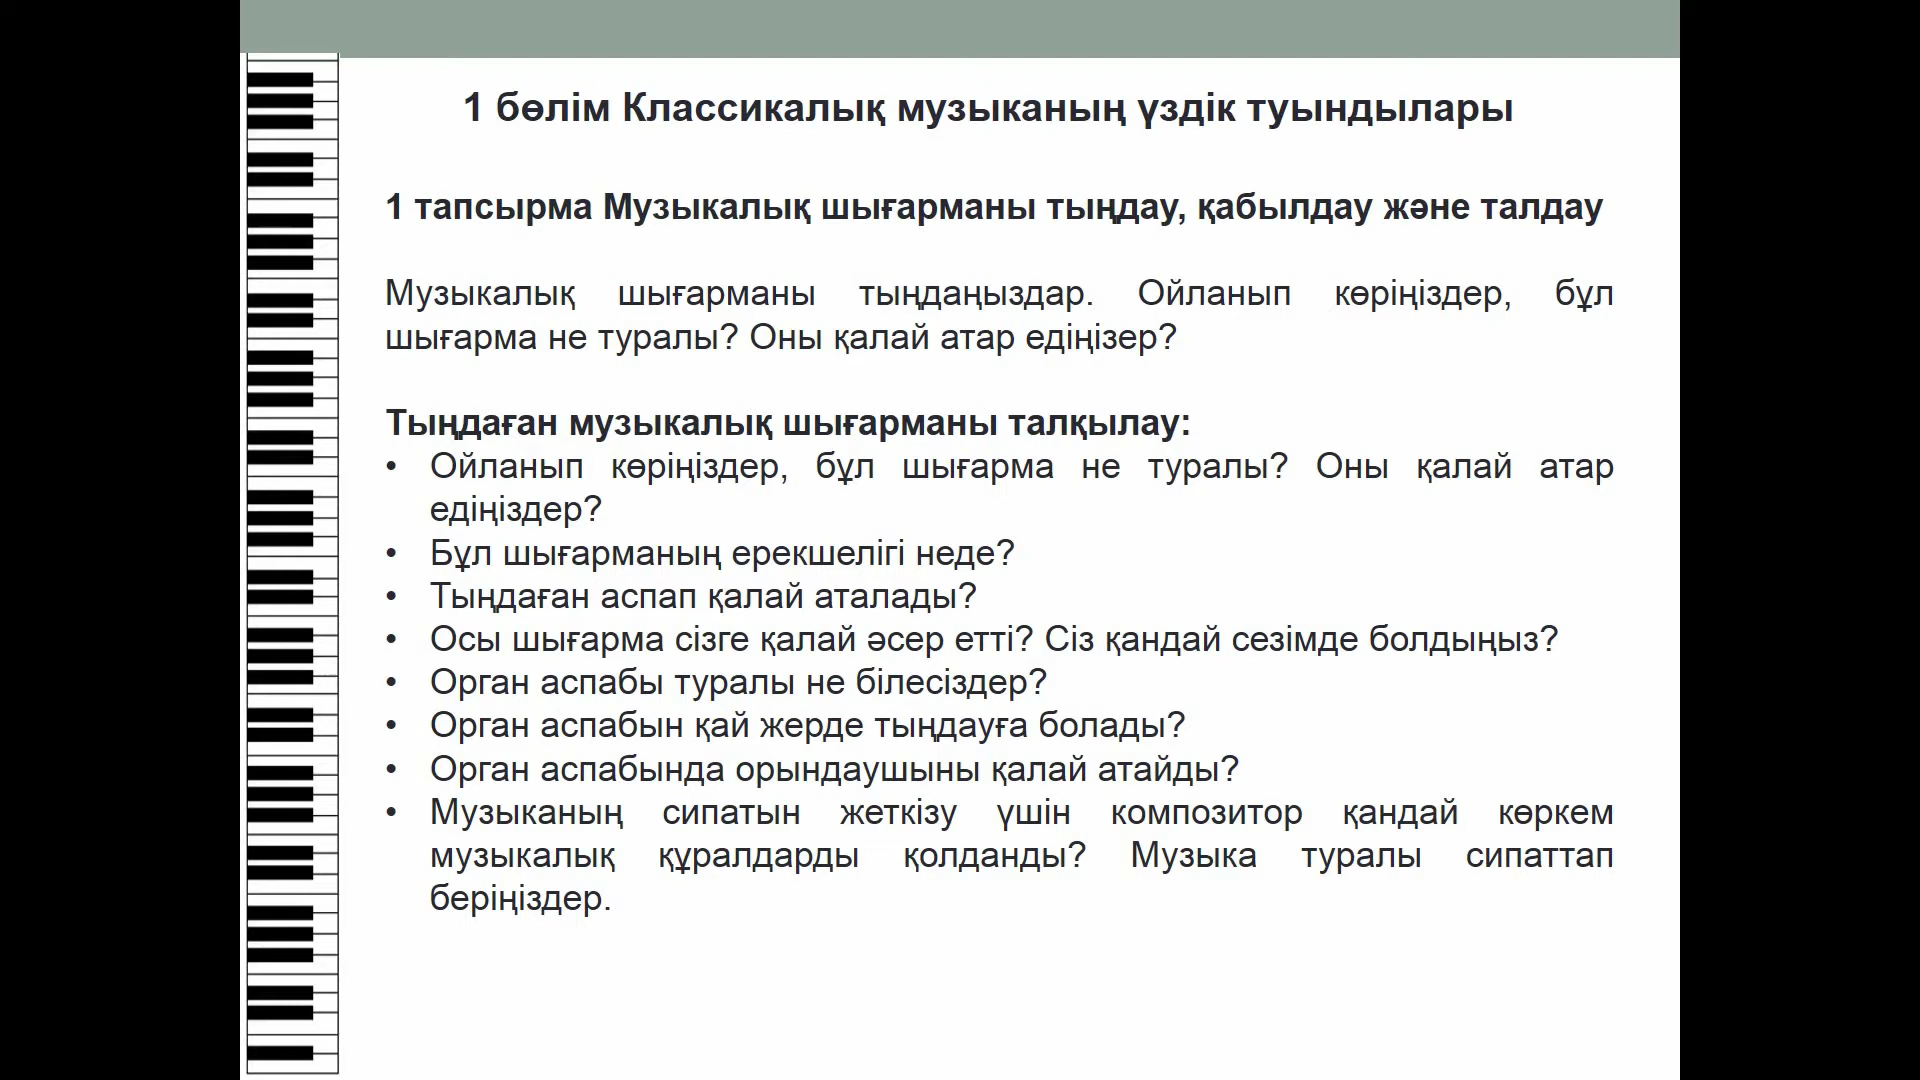 1 бөлім Классикалық музыканың үздік туындылары
1 тапсырма Музыкалық шығарманы тыңдау, қабылдау және талдау
Музыкалық шығарманы тыңдаңыздар. Ойланып көріңіздер, бұл
шығарма не туралы? Оны қалай атар едіңізер?
Тыңдаған музыкалық шығарманы талқылау:
• Ойланып көріңіздер, бұл шығарма не туралы? Оны қалай атар
едіңіздер?
• Бұл шығарманың ерекшелігі неде?
• Тыңдаған аспап қалай аталады?
• Осы шығарма сізге қалай әсер етті? Сіз қандай сезімде болдыңыз?
• Орган аспабы туралы не білесіздер?
• Орган аспабын қай жерде тыңдауға болады?
• Орган аспабында орындаушыны қалай атайды?
• Музыканың сипатын жеткізу үшін композитор қандай көркем
музыкалық құралдарды қолданды? Музыка туралы сипаттап
беріңіздер.